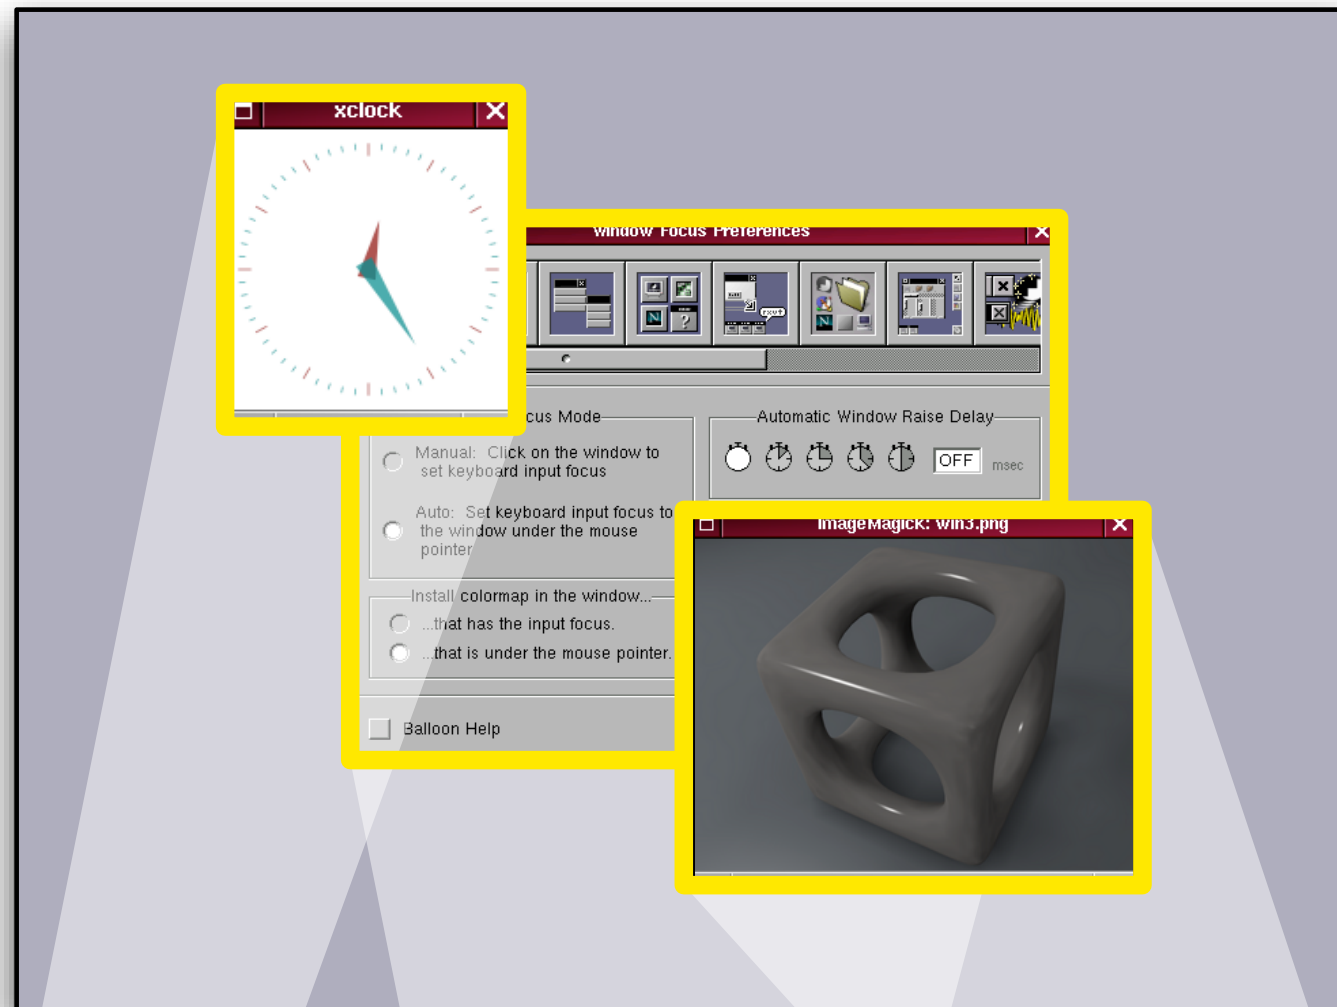 xclock
Window Focus Preferences
rxvt
N
?
N
cus Mode
Manual: Click on the window to
set keyboard input focus
Auto: Set keyboard input focus to
the window under the mouse
pointer
Automatic Window Raise Delay
OFF msec
Install colormap in the window...
...that has the input focus.
...that is under the mouse pointer.
Balloon Help
ImageMagick: win3.png